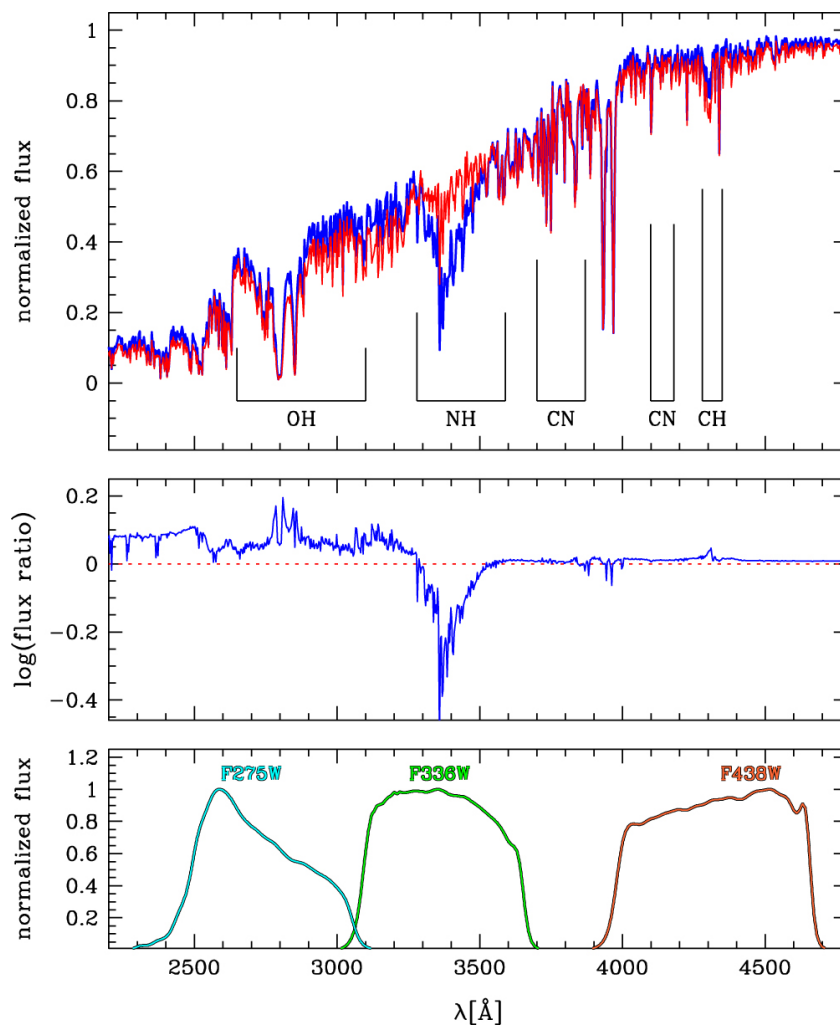 normalized flux
1
0.8
0.6
0.4
0.2
0
OH
NH
CN
CN
CH
log(flux ratio)
0.2
0
−0.2
−0.4
normalized flux
1.2
1
0.8
0.6
0.4
0.2
F275W
F336W
F438W
2500
3000
3500
4000
4500
λ[Å]